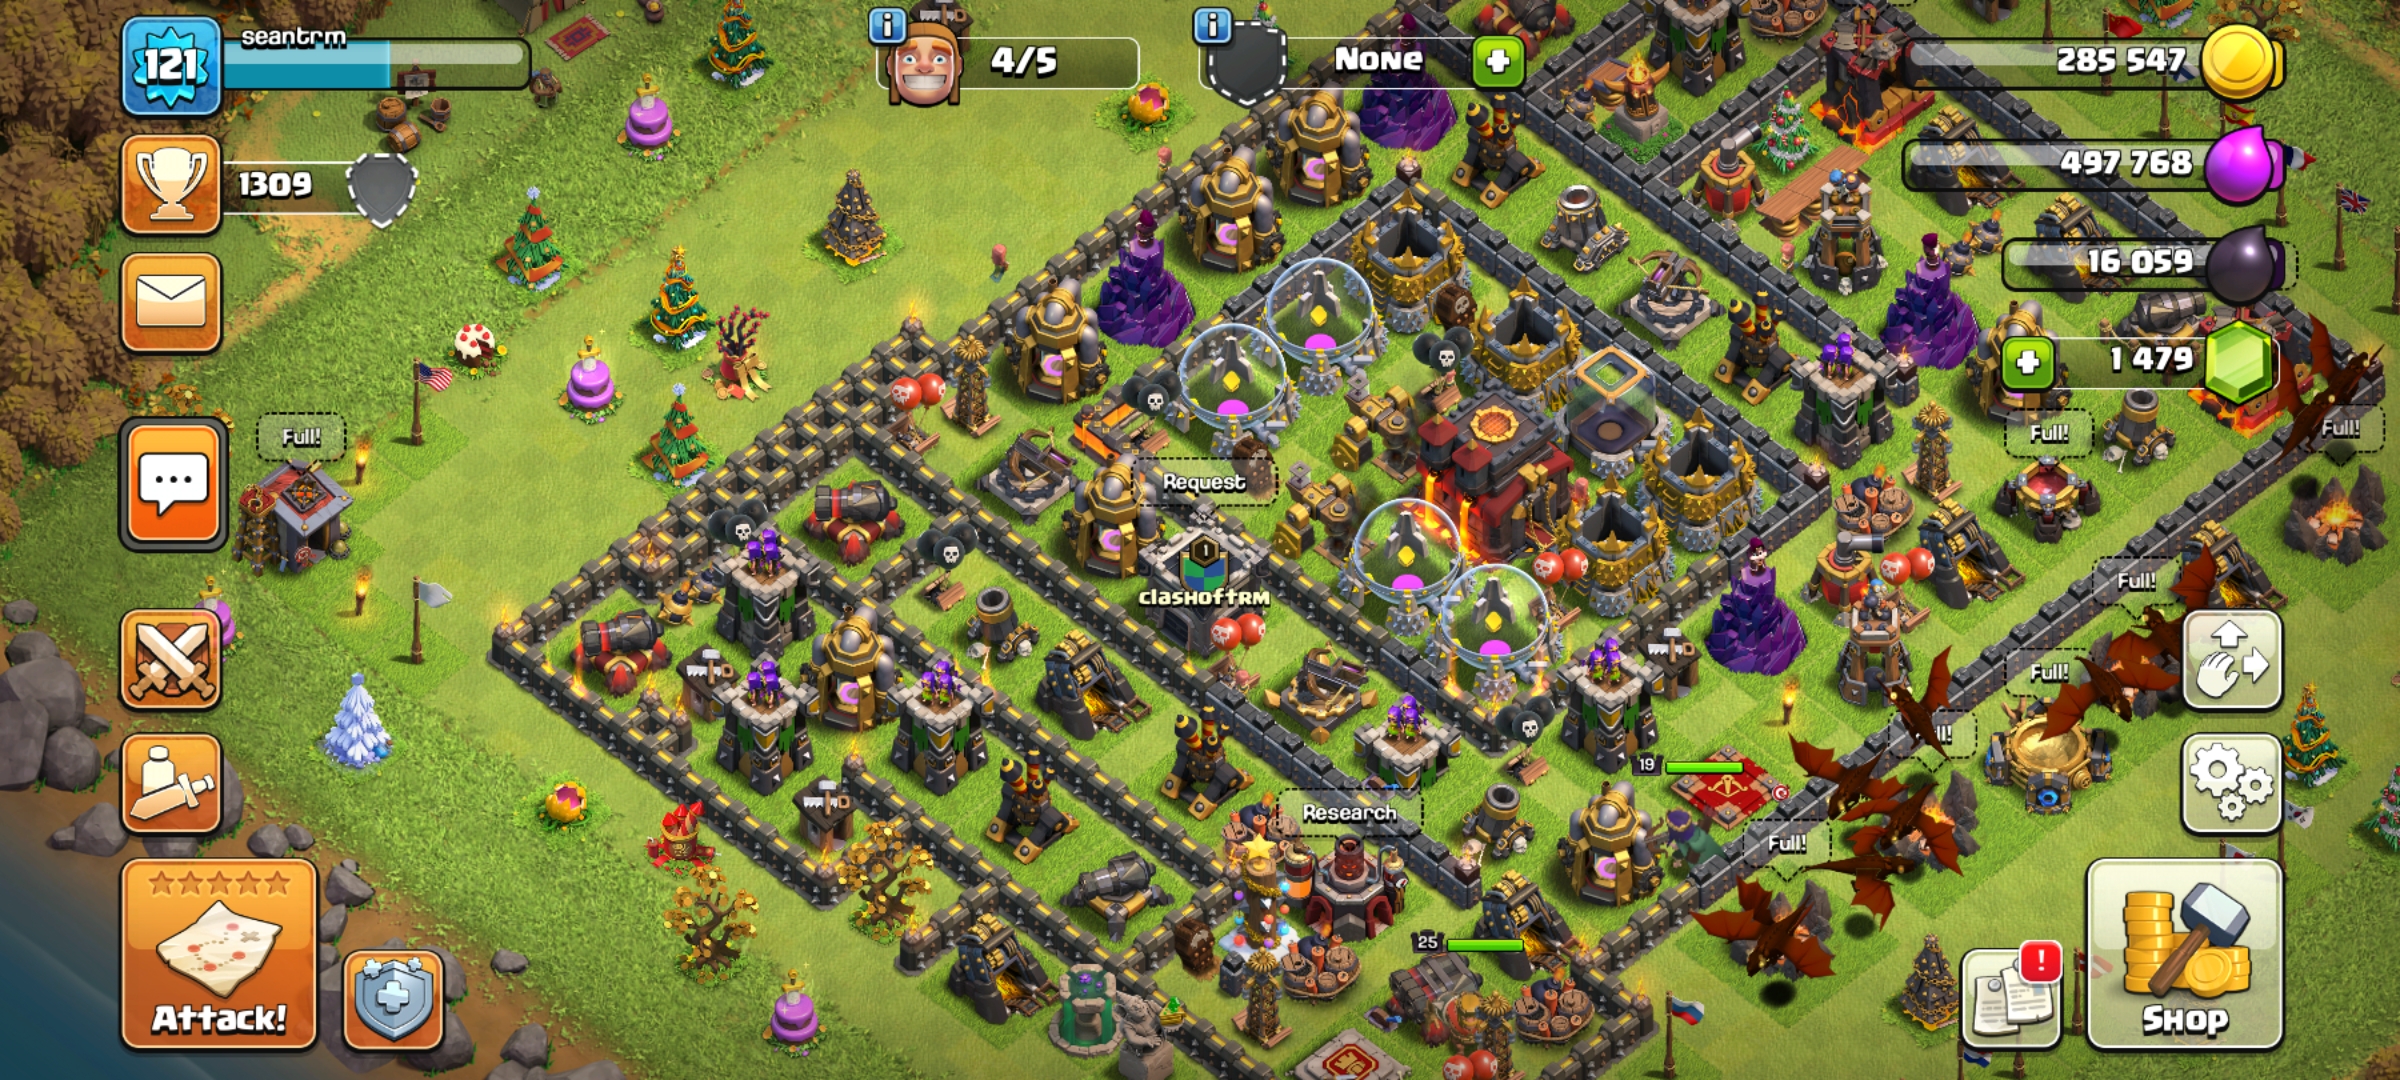 121
seantrm
4/5
None
285 547
1309
497 768
16 059
1 479
Full!
Full!
Full!
Request
Full!
clashoftrm
Full!
19
Research
Full!
25
Attack!
Shop